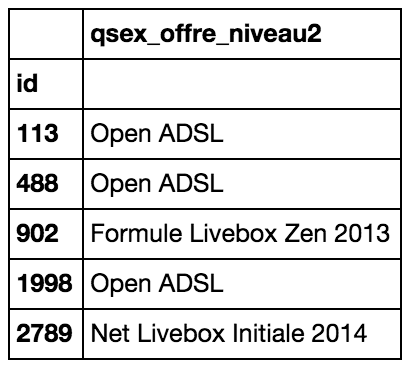 qsex_offre_niveau2
id
113 Open ADSL
488 Open ADSL
902 Formule Livebox Zen 2013
1998 Open ADSL
2789 Net Livebox Initiale 2014